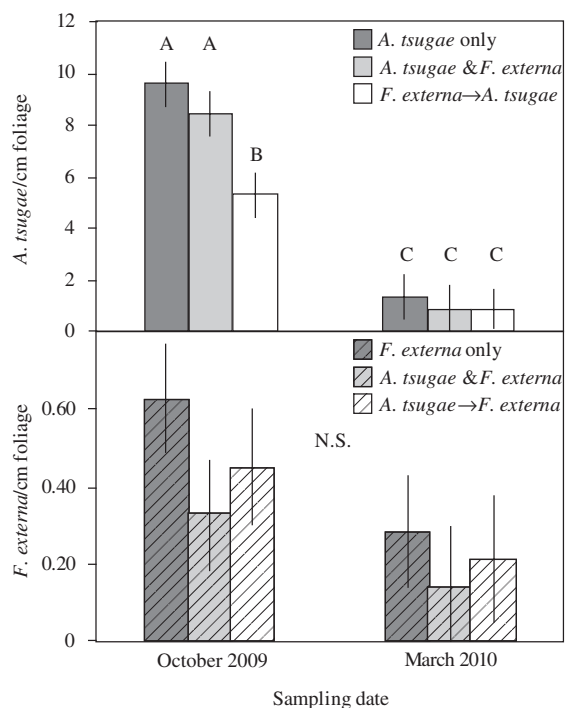 12
10
8
6
4
2
0
A. tsugae/cm foliage
A A B
C C C
A. tsugae only
A. tsugae & F. externa
F. externa→A. tsugae
0.60
0.40
0.20
0
F. externa/cm foliage
N.S.
F. externa only
A. tsugae & F. externa
A. tsugae→F. externa
October 2009 March 2010
Sampling date